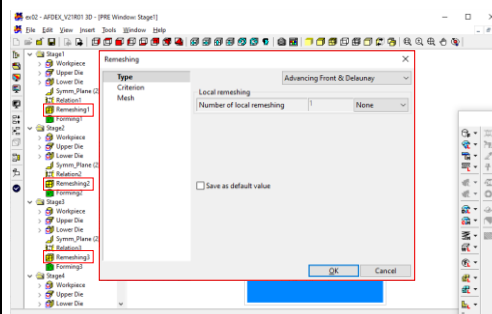 ex02 - AFDEX_V21R01 3D - [PRE Window: Stage1]
File Edit View Insert Tools Window Help
Stage1
Workpiece
Upper Die
Lower Die
Symm_Plane (2
Relation1
Remeshing1
Forming1
Stage2
Workpiece
Upper Die
Lower Die
Symm_Plane (2
Relation2
Remeshing2
Forming2
Stage3
Workpiece
Upper Die
Lower Die
Symm_Plane (2
Relation3
Remeshing3
Forming3
Stage4
Workpiece
Upper Die
Lower Die
Remeshing
Type
Criterion
Mesh
Advancing Front & Delaunay
Local remeshing
Number of local remeshing 1 None
Save as default value
OK Cancel